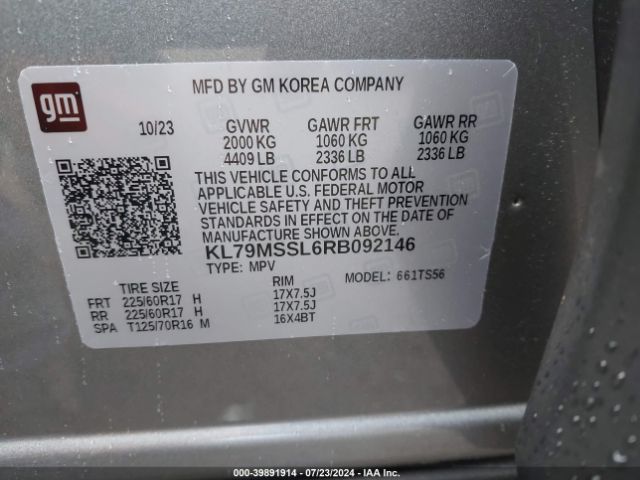 gm
MFD BY GM KOREA COMPANY
10/23 GVWR GAWR FRT GAWR RR
2000 KG 1060 KG 1060 KG
4409 LB 2336 LB 2336 LB
THIS VEHICLE CONFORMS TO ALL
APPLICABLE U.S. FEDERAL MOTOR
VEHICLE SAFETY AND THEFT PREVENTION
STANDARDS IN EFFECT ON THE DATE OF
MANUFACTURE SHOWN ABOVE.
KL79MSSL6RB092146
TYPE: MPV
TIRE SIZE RIM MODEL: 661TS56
FRT 225/60R17 H 17X7.5J
RR 225/60R17 H 17X7.5J
SPA T125/70R16 M 16X4BT
000-39891914 - 07/23/2024 - IAA Inc.